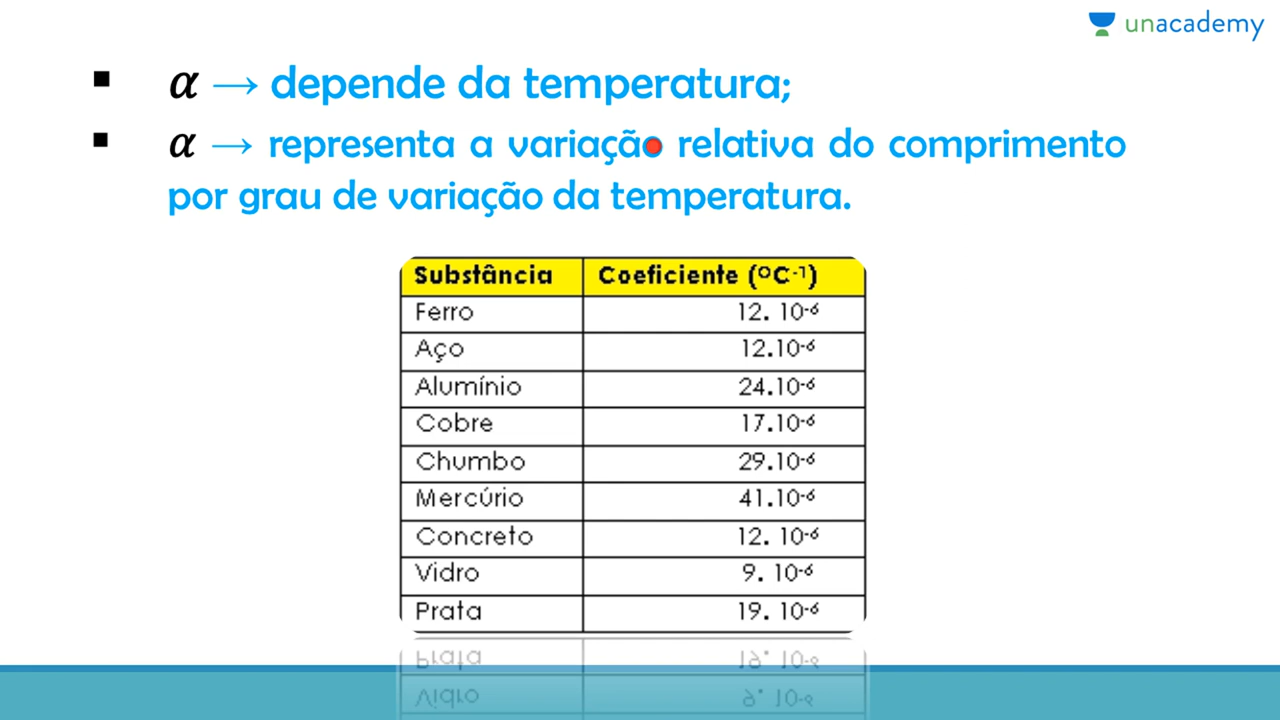 unacademy
▪ α → depende da temperatura;
▪ α → representa a variação relativa do comprimento
por grau de variação da temperatura.
Substância Coeficiente (ºC⁻¹)
Ferro 12. 10⁻⁶
Aço 12.10⁻⁶
Alumínio 24.10⁻⁶
Cobre 17.10⁻⁶
Chumbo 29.10⁻⁶
Mercúrio 41.10⁻⁶
Concreto 12. 10⁻⁶
Vidro 9. 10⁻⁶
Prata 19. 10⁻⁶